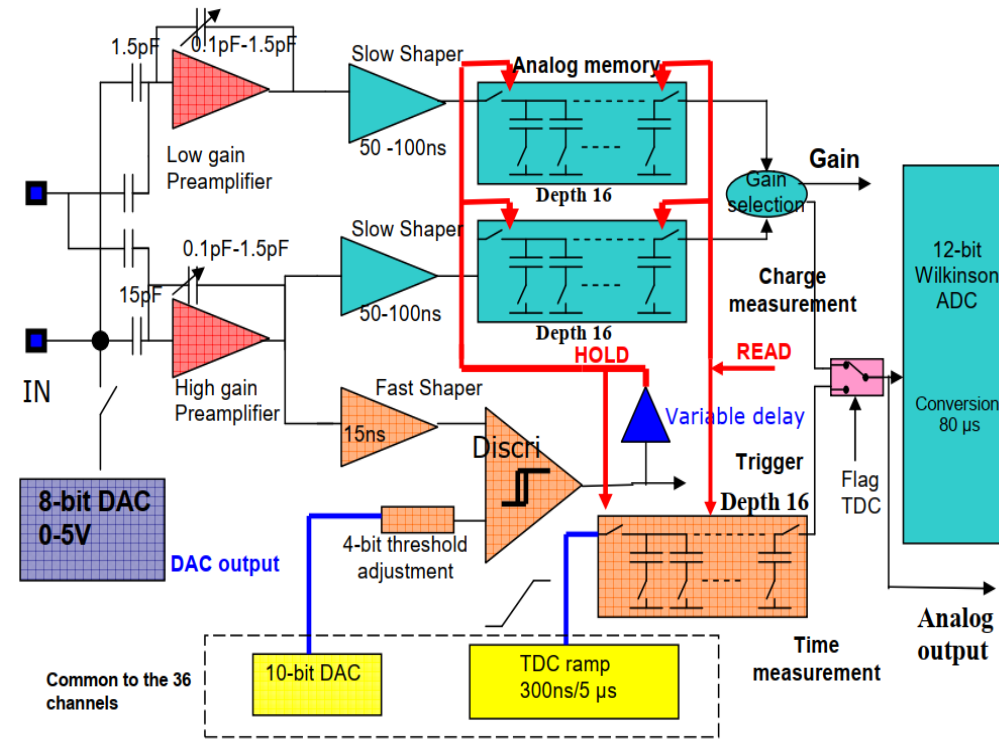 1.5pF
0.1pF-1.5pF
Slow Shaper
Analog memory
50 -100ns
Low gain
Preamplifier
Depth 16
Gain
Gain
selection
Slow Shaper
0.1pF-1.5pF
15pF
50-100ns
12-bit
Wilkinson
ADC
Charge
measurement
Depth 16
HOLD
READ
IN
High gain
Preamplifier
Fast Shaper
15ns
Discri
Variable delay
Conversion
80 µs
Trigger
Flag
TDC
Depth 16
8-bit DAC
0-5V
DAC output
4-bit threshold
adjustment
Analog
output
Time
measurement
Common to the 36
channels
10-bit DAC
TDC ramp
300ns/5 µs